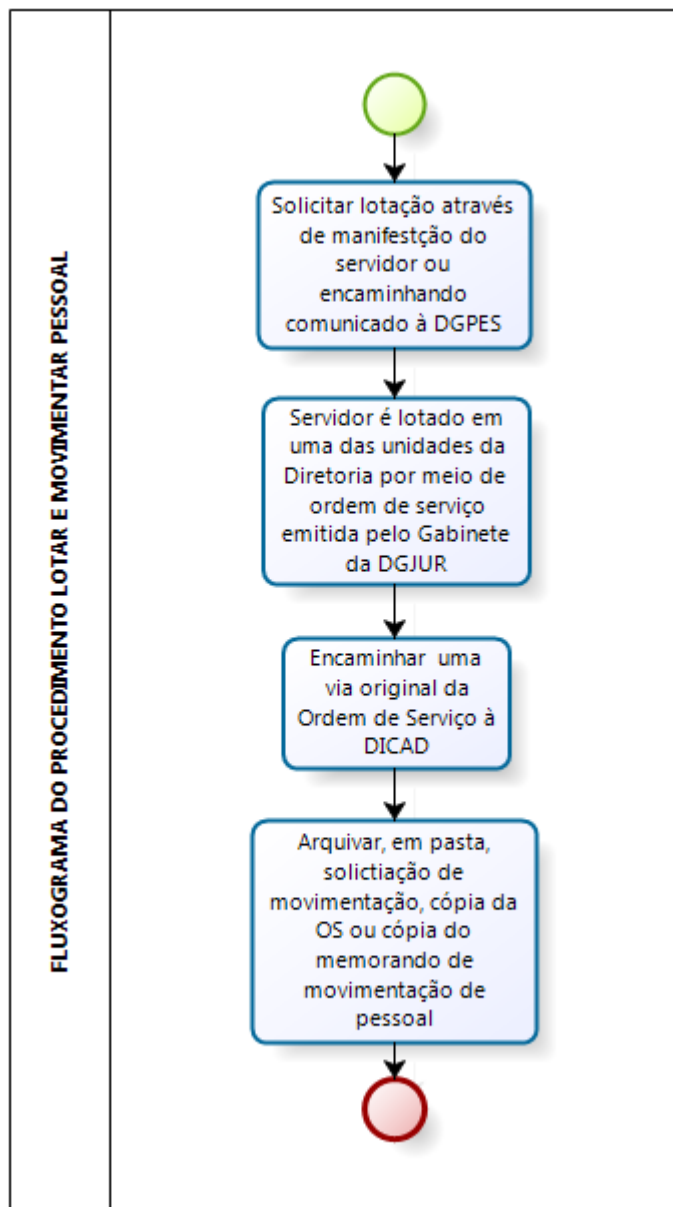 FLUXOGRAMA DO PROCEDIMENTO LOTAR E MOVIMENTAR PESSOAL
Solicitar lotação através
de manifestção do
servidor ou
encaminhando
comunicado à DGPES
Servidor é lotado em
uma das unidades da
Diretoria por meio de
ordem de serviço
emitida pelo Gabinete
da DGJUR
Encaminhar uma
via original da
Ordem de Serviço à
DICAD
Arquivar, em pasta,
solictiação de
movimentação, cópia da
OS ou cópia do
memorando de
movimentação de
pessoal